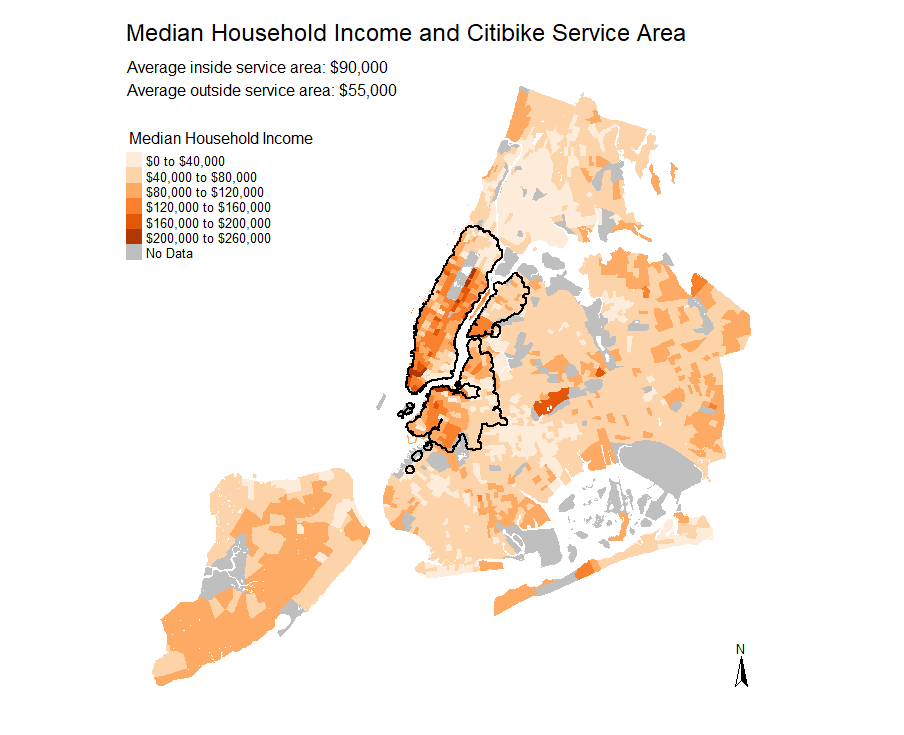 Median Household Income and Citibike Service Area
Average inside service area: $90,000
Average outside service area: $55,000
Median Household Income
$0 to $40,000
$40,000 to $80,000
$80,000 to $120,000
$120,000 to $160,000
$160,000 to $200,000
$200,000 to $260,000
No Data
N